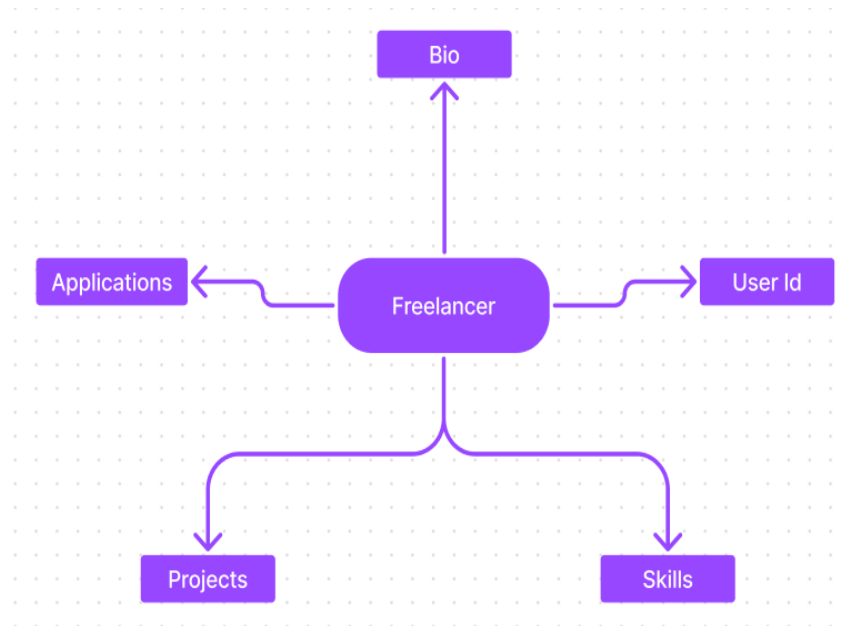 Bio
Applications
Freelancer
User Id
Projects
Skills